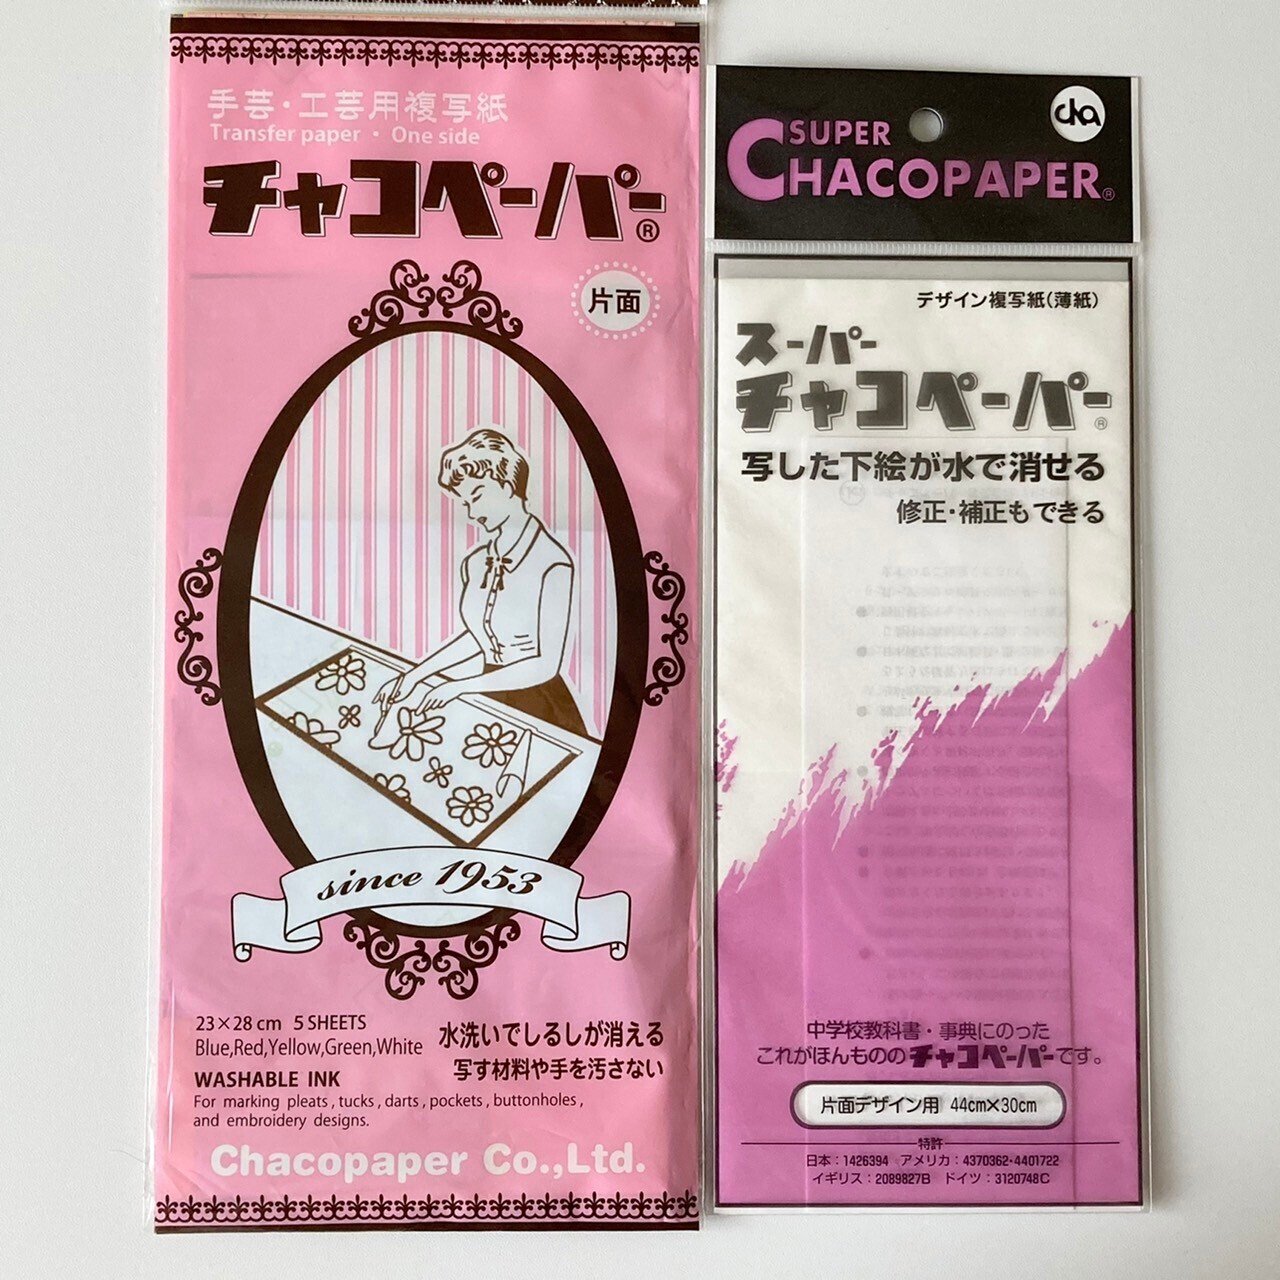 手芸・工芸用複写紙
Transfer paper・One side
チャコペーパー®
片面
since 1953
23×28cm 5 SHEETS
Blue,Red,Yellow,Green,White
水洗いでしるしが消える
写す材料や手を汚さない
WASHABLE INK
For marking pleats, tucks, darts, pockets, buttonholes,
and embroidery designs.
Chacopaper Co.,Ltd.
cka
SUPER
CHACOPAPER®
デザイン複写紙(薄紙)
スーパー
チャコペーパー®
写した下絵が水で消せる
修正・補正もできる
中学校教科書・事典にのった
これがほんもののチャコペーパーです。
片面デザイン用 44cm×30cm
特許
日本:1426394 アメリカ:4370362・4401722
イギリス:2089827B ドイツ:3120748C